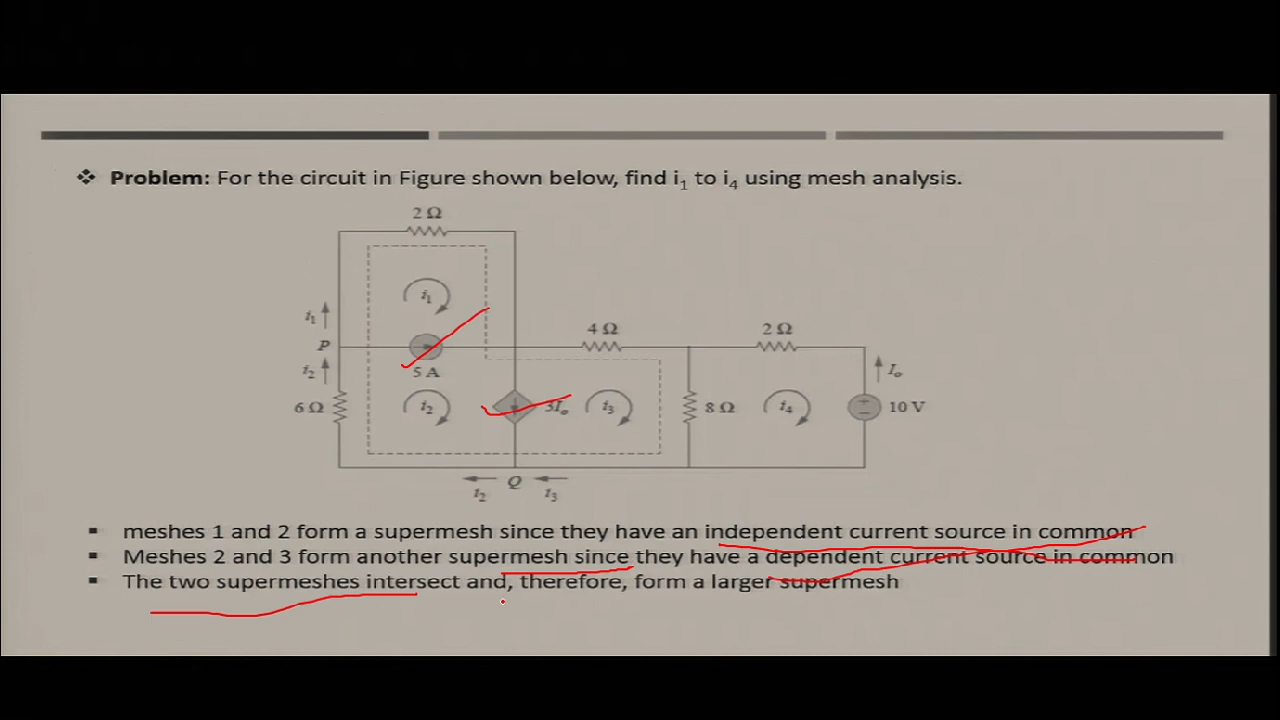 ❖ Problem: For the circuit in Figure shown below, find i₁ to i₄ using mesh analysis.
2 Ω
i₁
i₁
P
5 A
4 Ω
2 Ω
i₂
Iₒ
6 Ω
i₂
3Iₒ
i₃
8 Ω
i₄
10 V
i₂
Q
i₃
▪ meshes 1 and 2 form a supermesh since they have an independent current source in common
▪ Meshes 2 and 3 form another supermesh since they have a dependent current source in common
▪ The two supermeshes intersect and, therefore, form a larger supermesh